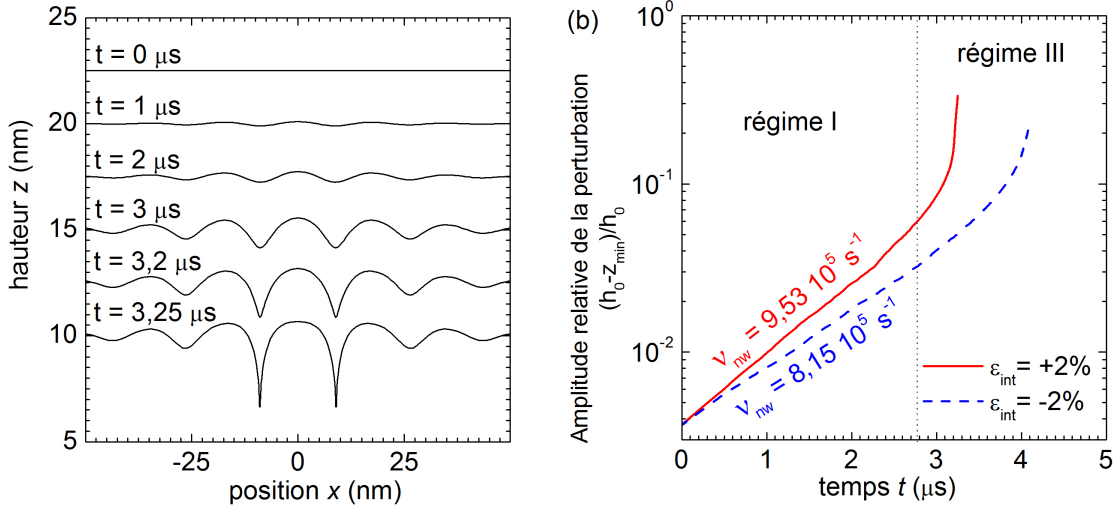 25
20
15
10
5
hauteur z (nm)
t = 0 μs
t = 1 μs
t = 2 μs
t = 3 μs
t = 3,2 μs
t = 3,25 μs
-25
0
25
position x (nm)
(b)
10⁰
10⁻¹
10⁻²
Amplitude relative de la perturbation
(h₀-z_min)/h₀
régime I
régime III
ν_nw = 9,53 10⁵ s⁻¹
ν_nw = 8,15 10⁵ s⁻¹
ε_int = +2%
ε_int = -2%
0
1
2
3
4
5
temps t (μs)